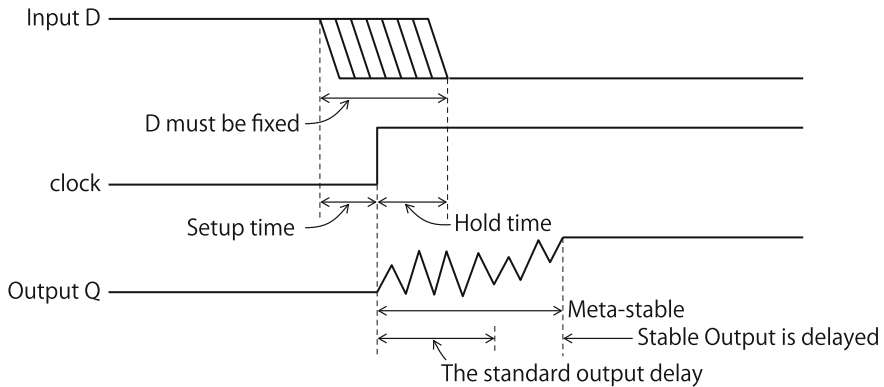 Input D
D must be fixed
clock
Setup time
Hold time
Output Q
Meta-stable
Stable Output is delayed
The standard output delay